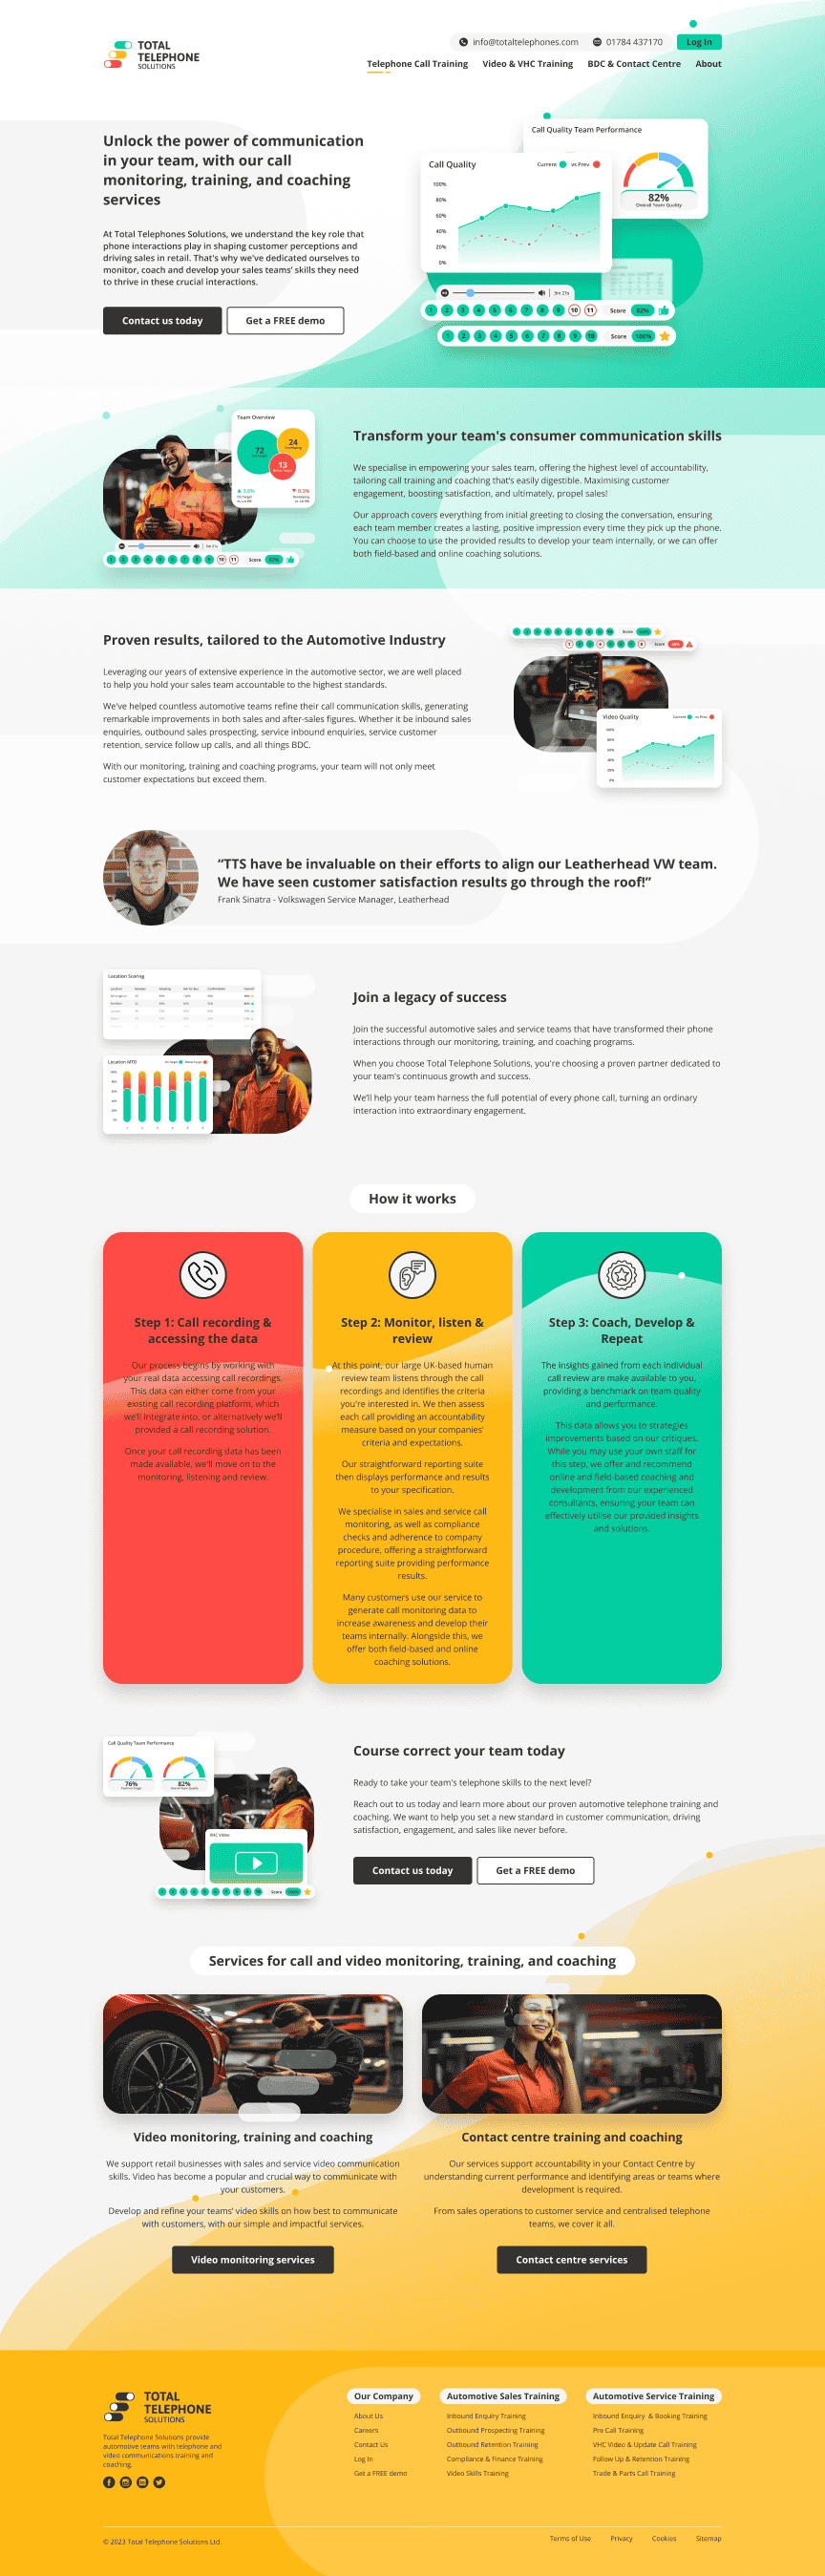 TOTAL
TELEPHONE
SOLUTIONS
info@totaltelephones.com
01784 437170
Log In
Telephone Call Training
Video & VHC Training
BDC & Contact Centre
About
Unlock the power of communication
in your team, with our call
monitoring, training, and coaching
services
At Total Telephones Solutions, we understand the key role that
phone interactions play in shaping customer perceptions and
driving sales in retail. That's why we've dedicated ourselves to
monitor, coach and develop your sales teams' skills they need
to thrive in these crucial interactions.
Contact us today
Get a FREE demo
Call Quality Team Performance
82%
Overall Team Quality
Call Quality
Current
vs Prev.
100%
80%
60%
40%
20%
0%
3m 21s
1 2 3 4 5 6 7 8 9 10 11 Score 82%
1 2 3 4 5 6 7 8 9 10 Score 100%
Team Overview
72
24
13
Transform your team's consumer communication skills
We specialise in empowering your sales team, offering the highest level of accountability,
tailoring call training and coaching that's easily digestible. Maximising customer
engagement, boosting satisfaction, and ultimately, propel sales!
Our approach covers everything from initial greeting to closing the conversation, ensuring
each team member creates a lasting, positive impression every time they pick up the phone.
You can choose to use the provided results to develop your team internally, or we can offer
both field-based and online coaching solutions.
1 2 3 4 5 6 7 8 9 10 11 Score 82%
Proven results, tailored to the Automotive Industry
Leveraging our years of extensive experience in the automotive sector, we are well placed
to help you hold your sales team accountable to the highest standards.
We've helped countless automotive teams refine their call communication skills, generating
remarkable improvements in both sales and after-sales figures. Whether it be inbound sales
enquiries, outbound sales prospecting, service inbound enquiries, service customer
retention, service follow up calls, and all things BDC.
With our monitoring, training and coaching programs, your team will not only meet
customer expectations but exceed them.
Video Quality
Current
vs Prev.
“TTS have be invaluable on their efforts to align our Leatherhead VW team.
We have seen customer satisfaction results go through the roof!”
Frank Sinatra - Volkswagen Service Manager, Leatherhead
Location Scoring
Location MTD
Join a legacy of success
Join the successful automotive sales and service teams that have transformed their phone
interactions through our monitoring, training, and coaching programs.
When you choose Total Telephone Solutions, you're choosing a proven partner dedicated to
your team's continuous growth and success.
We'll help your team harness the full potential of every phone call, turning an ordinary
interaction into extraordinary engagement.
How it works
Step 1: Call recording &
accessing the data
Our process begins by working with
your real data accessing call recordings.
This data can either come from your
existing call recording platform, which
we'll integrate into, or alternatively we'll
provided a call recording solution.
Once your call recording data has been
made available, we'll move on to the
monitoring, listening and review.
Step 2: Monitor, listen &
review
At this point, our large UK-based human
review team listens through the call
recordings and identifies the criteria
you're interested in. We then assess
each call providing an accountability
measure based on your companies'
criteria and expectations.
Our straightforward reporting suite
then displays performance and results
to your specification.
We specialise in sales and service call
monitoring, as well as compliance
checks and adherence to company
procedure, offering a straightforward
reporting suite providing performance
results.
Many customers use our service to
generate call monitoring data to
increase awareness and develop their
teams internally. Alongside this, we
offer both field-based and online
coaching solutions.
Step 3: Coach, Develop &
Repeat
The insights gained from each individual
call review are make available to you,
providing a benchmark on team quality
and performance.
This data allows you to strategies
improvements based on our critiques.
While you may use your own staff for
this step, we offer and recommend
online and field-based coaching and
development from our experienced
consultants, ensuring your team can
effectively utilise our provided insights
and solutions.
Call Quality Team Performance
76%
82%
VHC Video
Course correct your team today
Ready to take your team's telephone skills to the next level?
Reach out to us today and learn more about our proven automotive telephone training and
coaching. We want to help you set a new standard in customer communication, driving
satisfaction, engagement, and sales like never before.
Contact us today
Get a FREE demo
Services for call and video monitoring, training, and coaching
Video monitoring, training and coaching
We support retail businesses with sales and service video communication
skills. Video has become a popular and crucial way to communicate with
your customers.
Develop and refine your teams' video skills on how best to communicate
with customers, with our simple and impactful services.
Video monitoring services
Contact centre training and coaching
Our services support accountability in your Contact Centre by
understanding current performance and identifying areas or teams where
development is required.
From sales operations to customer service and centralised telephone
teams, we cover it all.
Contact centre services
TOTAL
TELEPHONE
SOLUTIONS
Total Telephone Solutions provide
automotive teams with telephone and
video communications training and
coaching.
Our Company
About Us
Careers
Contact Us
Log In
Get a FREE demo
Automotive Sales Training
Inbound Enquiry Training
Outbound Prospecting Training
Outbound Retention Training
Compliance & Finance Training
Video Skills Training
Automotive Service Training
Inbound Enquiry & Booking Training
Pre Call Training
VHC Video & Update Call Training
Follow Up & Retention Training
Trade & Parts Call Training
© 2023 Total Telephone Solutions Ltd.
Terms of Use
Privacy
Cookies
Sitemap